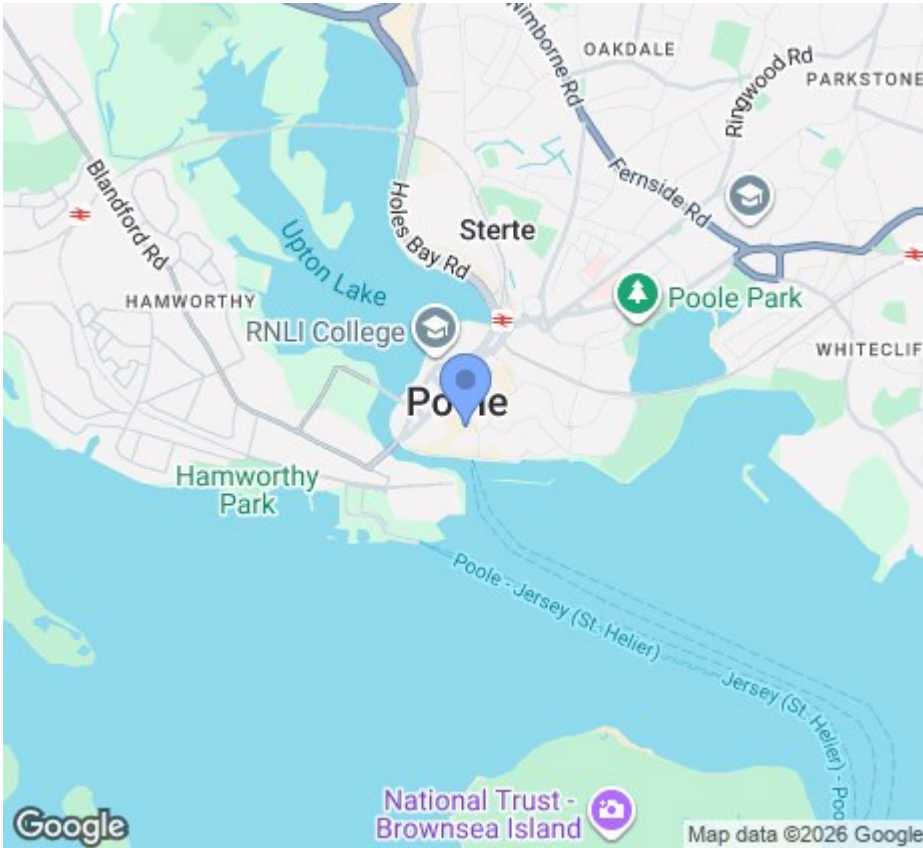 Wimborne Rd
OAKDALE
Ringwood Rd
PARKSTONE
Blandford Rd
Holes Bay Rd
Fernside Rd
Sterte
Upton Lake
HAMWORTHY
Poole Park
RNLI College
WHITECLIF
Hamworthy
Park
Poole - Jersey (St. Helier)
Jersey (St. Helier) - Poo
National Trust -
Brownsea Island
Google
Map data ©2026 Google